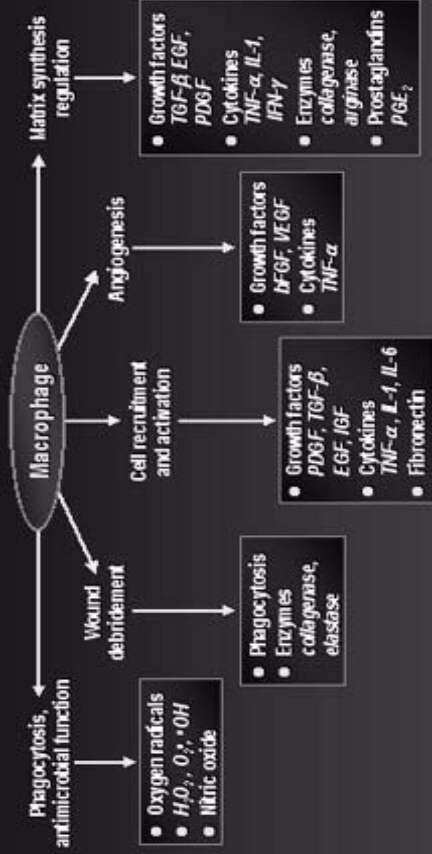 Macrophage
Phagocytosis,
antimicrobial function
• Oxygen radicals
• H₂O₂, O₂⁻, •OH
• Nitric oxide
Wound
debridement
• Phagocytosis
• Enzymes
collagenase,
elastase
Cell recruitment
and activation
• Growth factors
PDGF, TGF-β,
EGF, IGF
• Cytokines
TNF-α, IL-1, IL-6
• Fibronectin
Angiogenesis
• Growth factors
bFGF, VEGF
• Cytokines
TNF-α
Matrix synthesis
regulation
• Growth factors
TGF-β, EGF,
PDGF
• Cytokines
TNF-α, IL-1,
IFN-γ
• Enzymes
collagenase,
arginase
• Prostaglandins
PGE₂